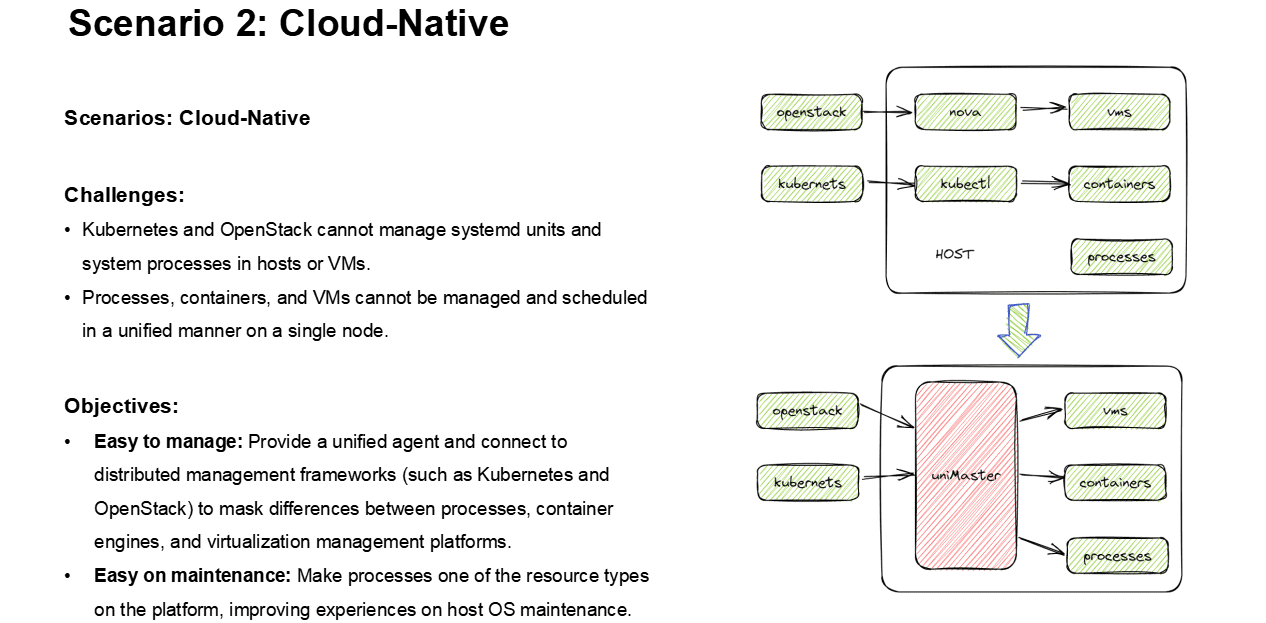 Scenario 2: Cloud-Native
Scenarios: Cloud-Native
Challenges:
• Kubernetes and OpenStack cannot manage systemd units and
system processes in hosts or VMs.
• Processes, containers, and VMs cannot be managed and scheduled
in a unified manner on a single node.
Objectives:
• Easy to manage: Provide a unified agent and connect to
distributed management frameworks (such as Kubernetes and
OpenStack) to mask differences between processes, container
engines, and virtualization management platforms.
• Easy on maintenance: Make processes one of the resource types
on the platform, improving experiences on host OS maintenance.
openstack
nova
vms
kubernets
kubectl
containers
HOST
processes
openstack
vms
kubernets
uniMaster
containers
processes